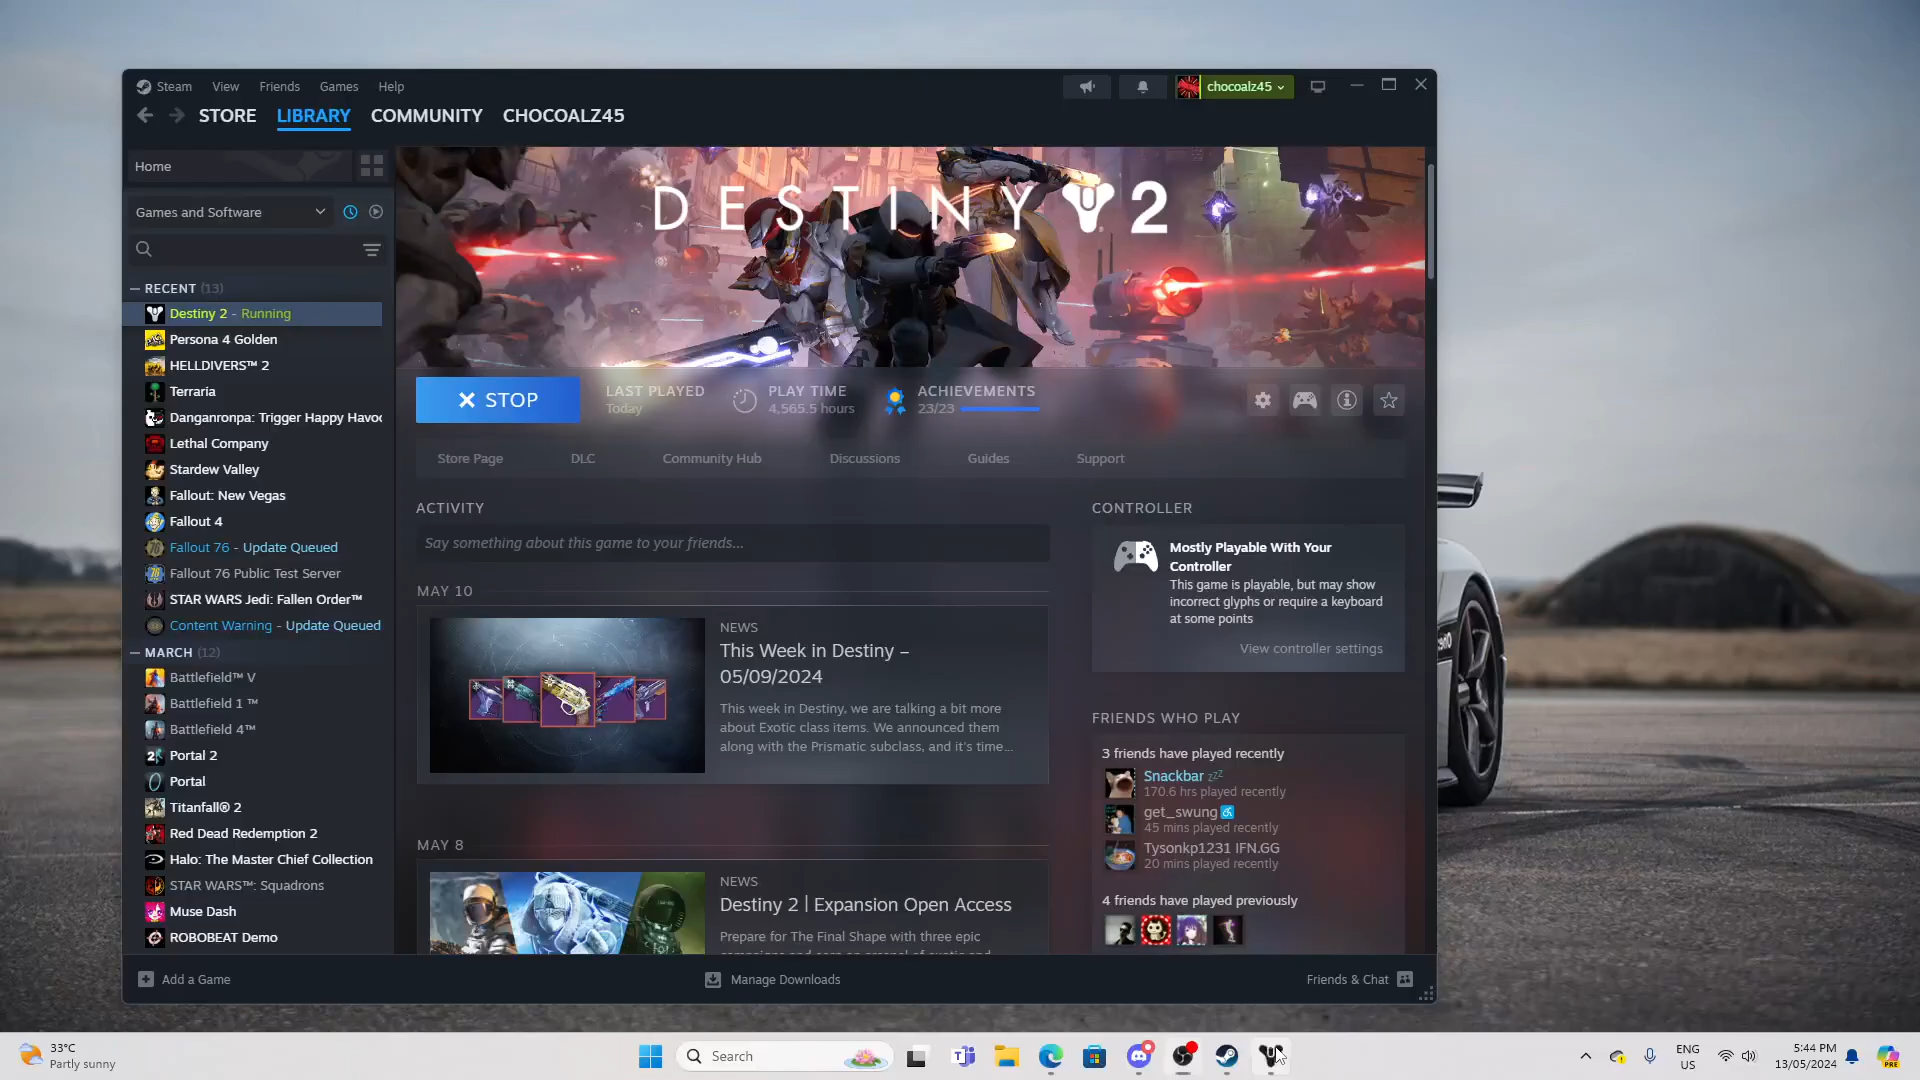 Steam View Friends Games Help
chocoalz45
STORE LIBRARY COMMUNITY CHOCOALZ45
Home
Games and Software
RECENT (13)
Destiny 2 - Running
Persona 4 Golden
HELLDIVERS™ 2
Terraria
Danganronpa: Trigger Happy Havoc
Lethal Company
Stardew Valley
Fallout: New Vegas
Fallout 4
Fallout 76 - Update Queued
Fallout 76 Public Test Server
STAR WARS Jedi: Fallen Order™
Content Warning - Update Queued
MARCH (12)
Battlefield™ V
Battlefield 1 ™
Battlefield 4™
Portal 2
Portal
Titanfall® 2
Red Dead Redemption 2
Halo: The Master Chief Collection
STAR WARS™: Squadrons
Muse Dash
ROBOBEAT Demo
DESTINY 2
STOP
LAST PLAYED
Today
PLAY TIME
4,565.5 hours
ACHIEVEMENTS
23/23
Store Page DLC Community Hub Discussions Guides Support
ACTIVITY
Say something about this game to your friends...
MAY 10
NEWS
This Week in Destiny –
05/09/2024
This week in Destiny, we are talking a bit more
about Exotic class items. We announced them
along with the Prismatic subclass, and it's time...
MAY 8
NEWS
Destiny 2 | Expansion Open Access
Prepare for The Final Shape with three epic
CONTROLLER
Mostly Playable With Your
Controller
This game is playable, but may show
incorrect glyphs or require a keyboard
at some points
View controller settings
FRIENDS WHO PLAY
3 friends have played recently
Snackbar zZZ
170.6 hrs played recently
get_swung
45 mins played recently
Tysonkp1231 IFN.GG
20 mins played recently
4 friends have played previously
Add a Game
Manage Downloads
Friends & Chat
33°C
Partly sunny
Search
ENG
US
5:44 PM
13/05/2024
PRE